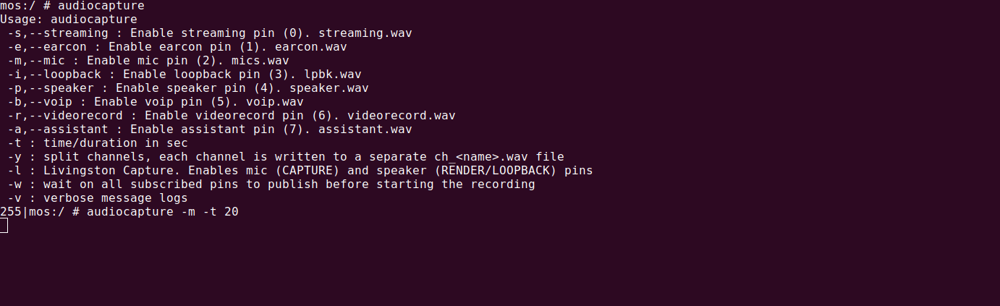 mos:/ # audiocapture
Usage: audiocapture
 -s,--streaming : Enable streaming pin (0). streaming.wav
 -e,--earcon : Enable earcon pin (1). earcon.wav
 -m,--mic : Enable mic pin (2). mics.wav
 -i,--loopback : Enable loopback pin (3). lpbk.wav
 -p,--speaker : Enable speaker pin (4). speaker.wav
 -b,--voip : Enable voip pin (5). voip.wav
 -r,--videorecord : Enable videorecord pin (6). videorecord.wav
 -a,--assistant : Enable assistant pin (7). assistant.wav
 -t : time/duration in sec
 -y : split channels, each channel is written to a separate ch_<name>.wav file
 -l : Livingston Capture. Enables mic (CAPTURE) and speaker (RENDER/LOOPBACK) pins
 -w : wait on all subscribed pins to publish before starting the recording
 -v : verbose message logs
255|mos:/ # audiocapture -m -t 20